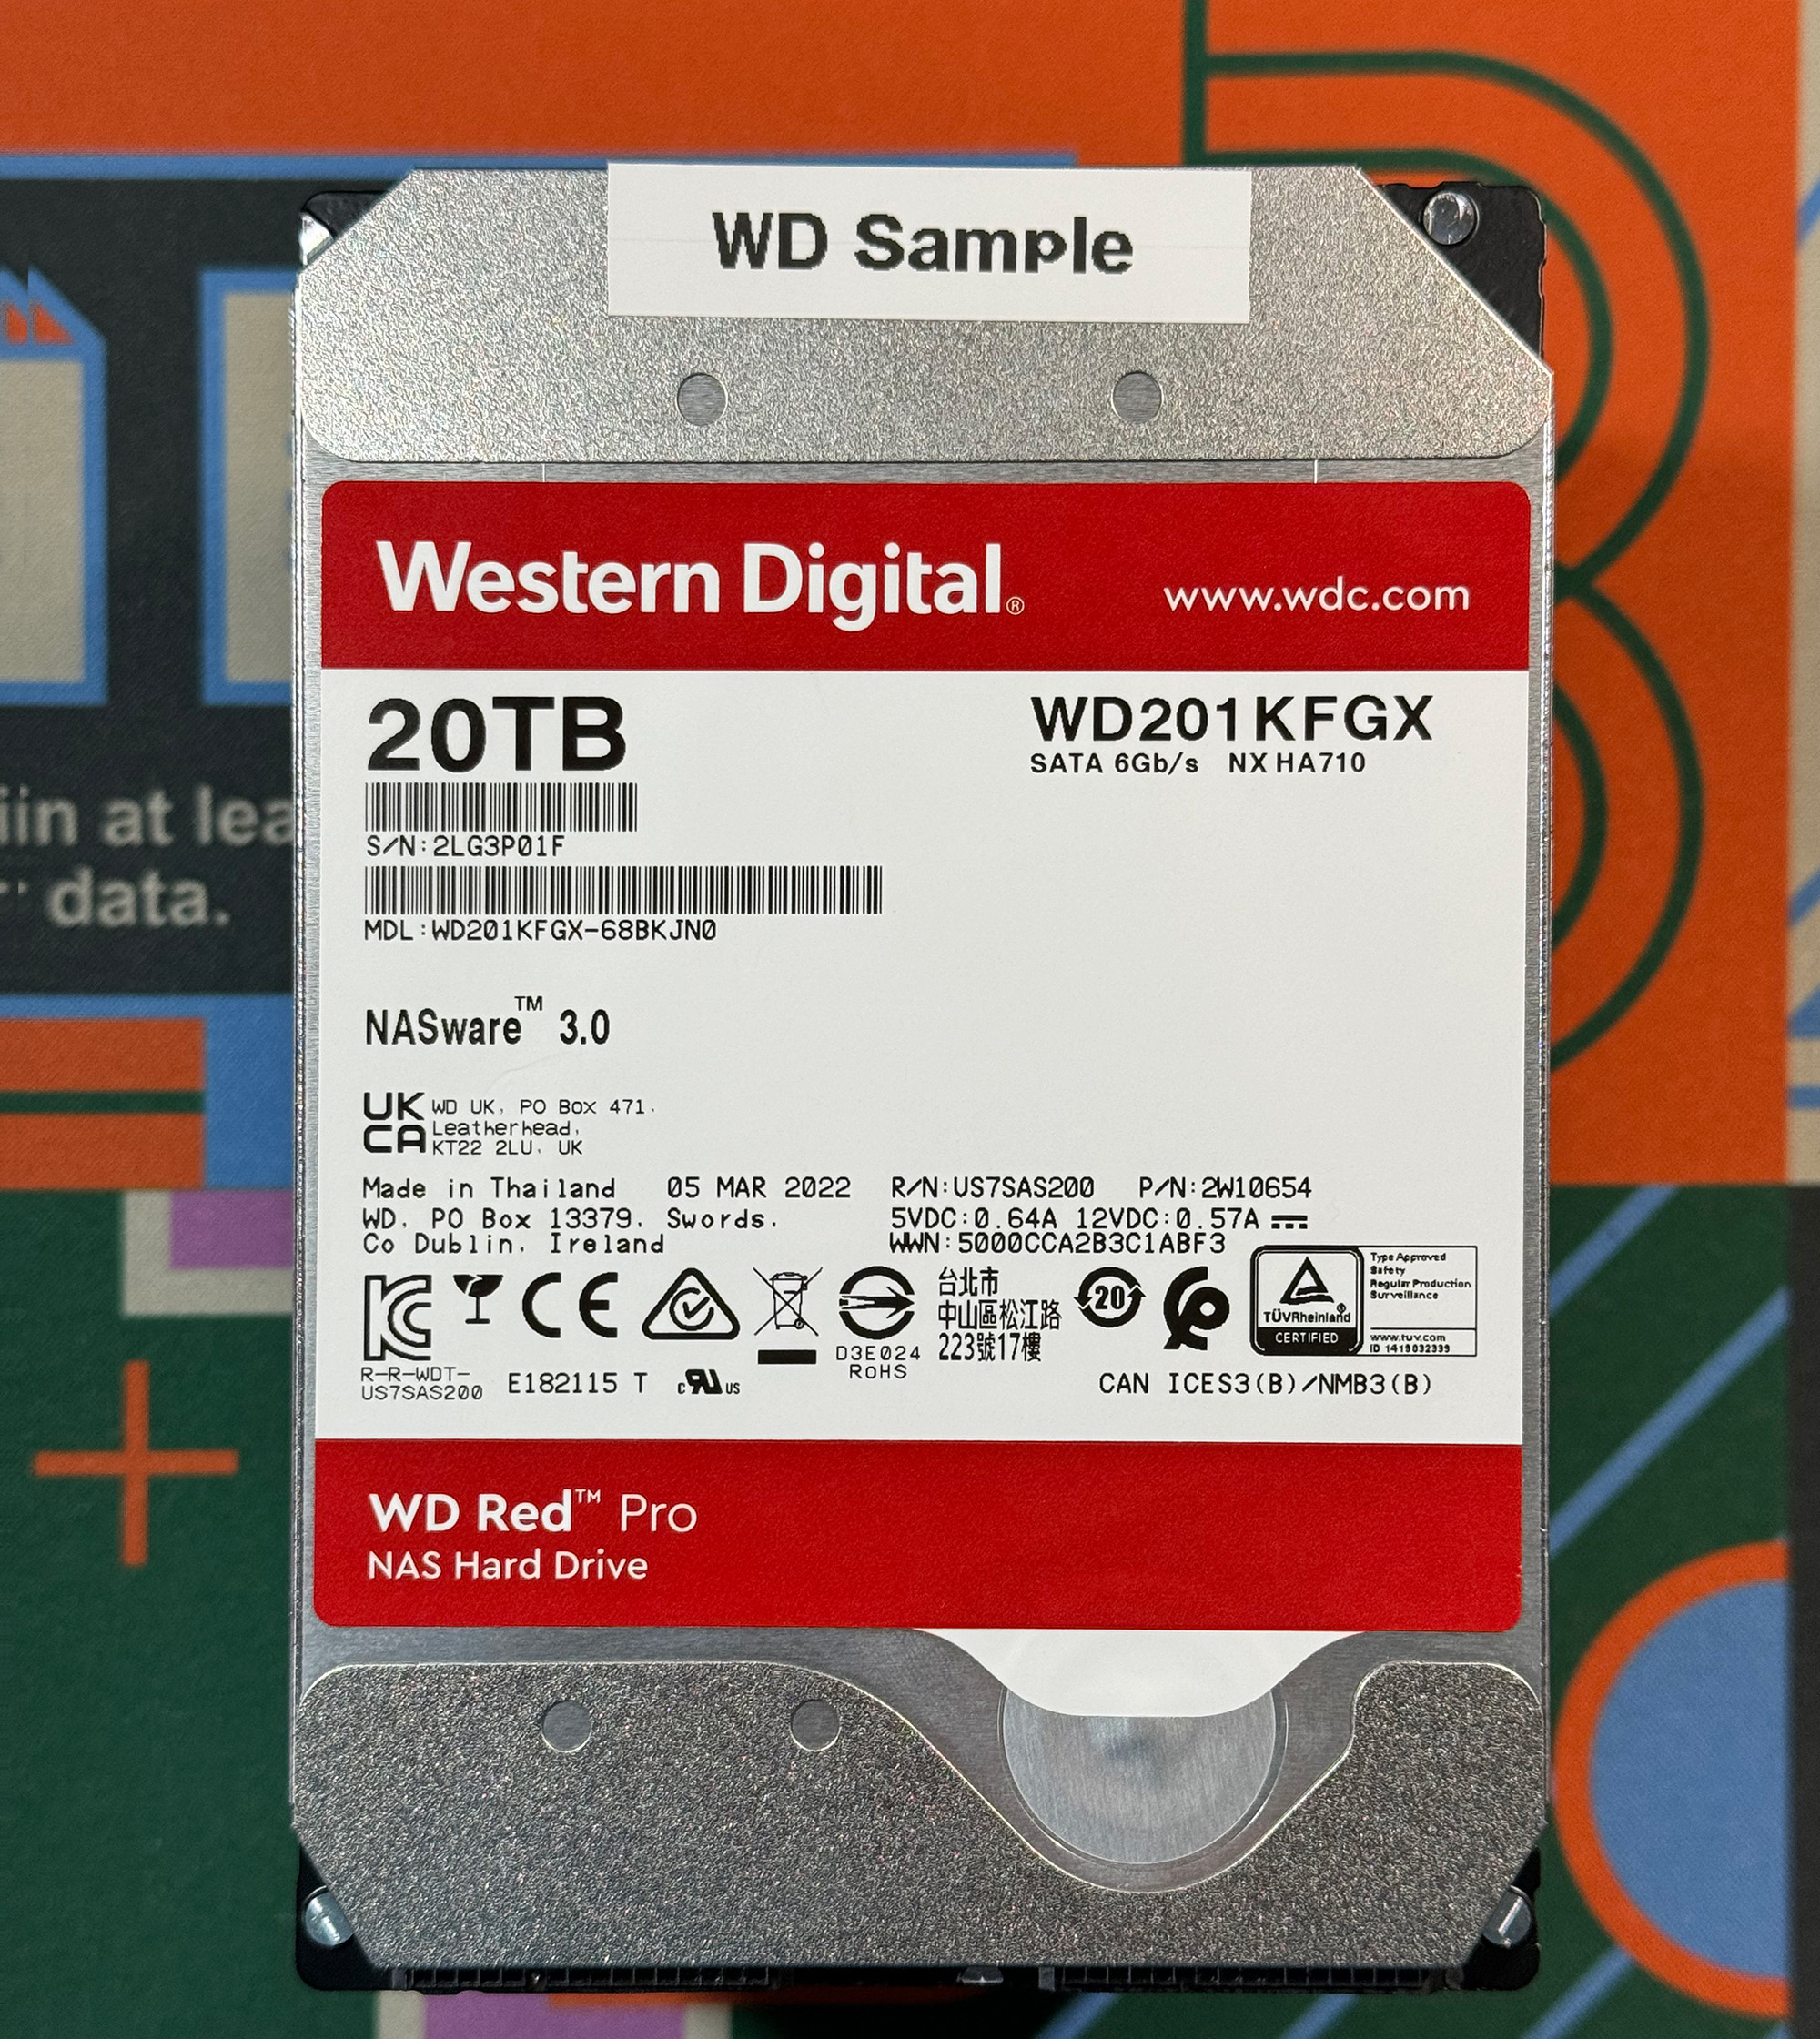 WD Sample
Western Digital®
www.wdc.com
20TB
WD201KFGX
SATA 6Gb/s NX HA710
S/N:2LG3P01F
MDL:WD201KFGX-68BKJN0
NASware™ 3.0
UK
CA
WD UK, PO Box 471,
Leatherhead,
KT22 2LU, UK
Made in Thailand 05 MAR 2022
WD, PO Box 13379, Swords,
Co Dublin, Ireland
R/N:US7SAS200 P/N:2W10654
5VDC:0.64A 12VDC:0.57A
WWN:5000CCA2B3C1ABF3
R-R-WDT-
US7SAS200
E182115 T
c RU us
D3E024
ROHS
台北市
中山區松江路
223號17樓
20
TÜVRheinland®
CERTIFIED
Type Approved
Safety
Regular Production
Surveillance
www.tuv.com
ID 1419032339
CAN ICES3(B)/NMB3(B)
WD Red™ Pro
NAS Hard Drive
iin at lea
data.